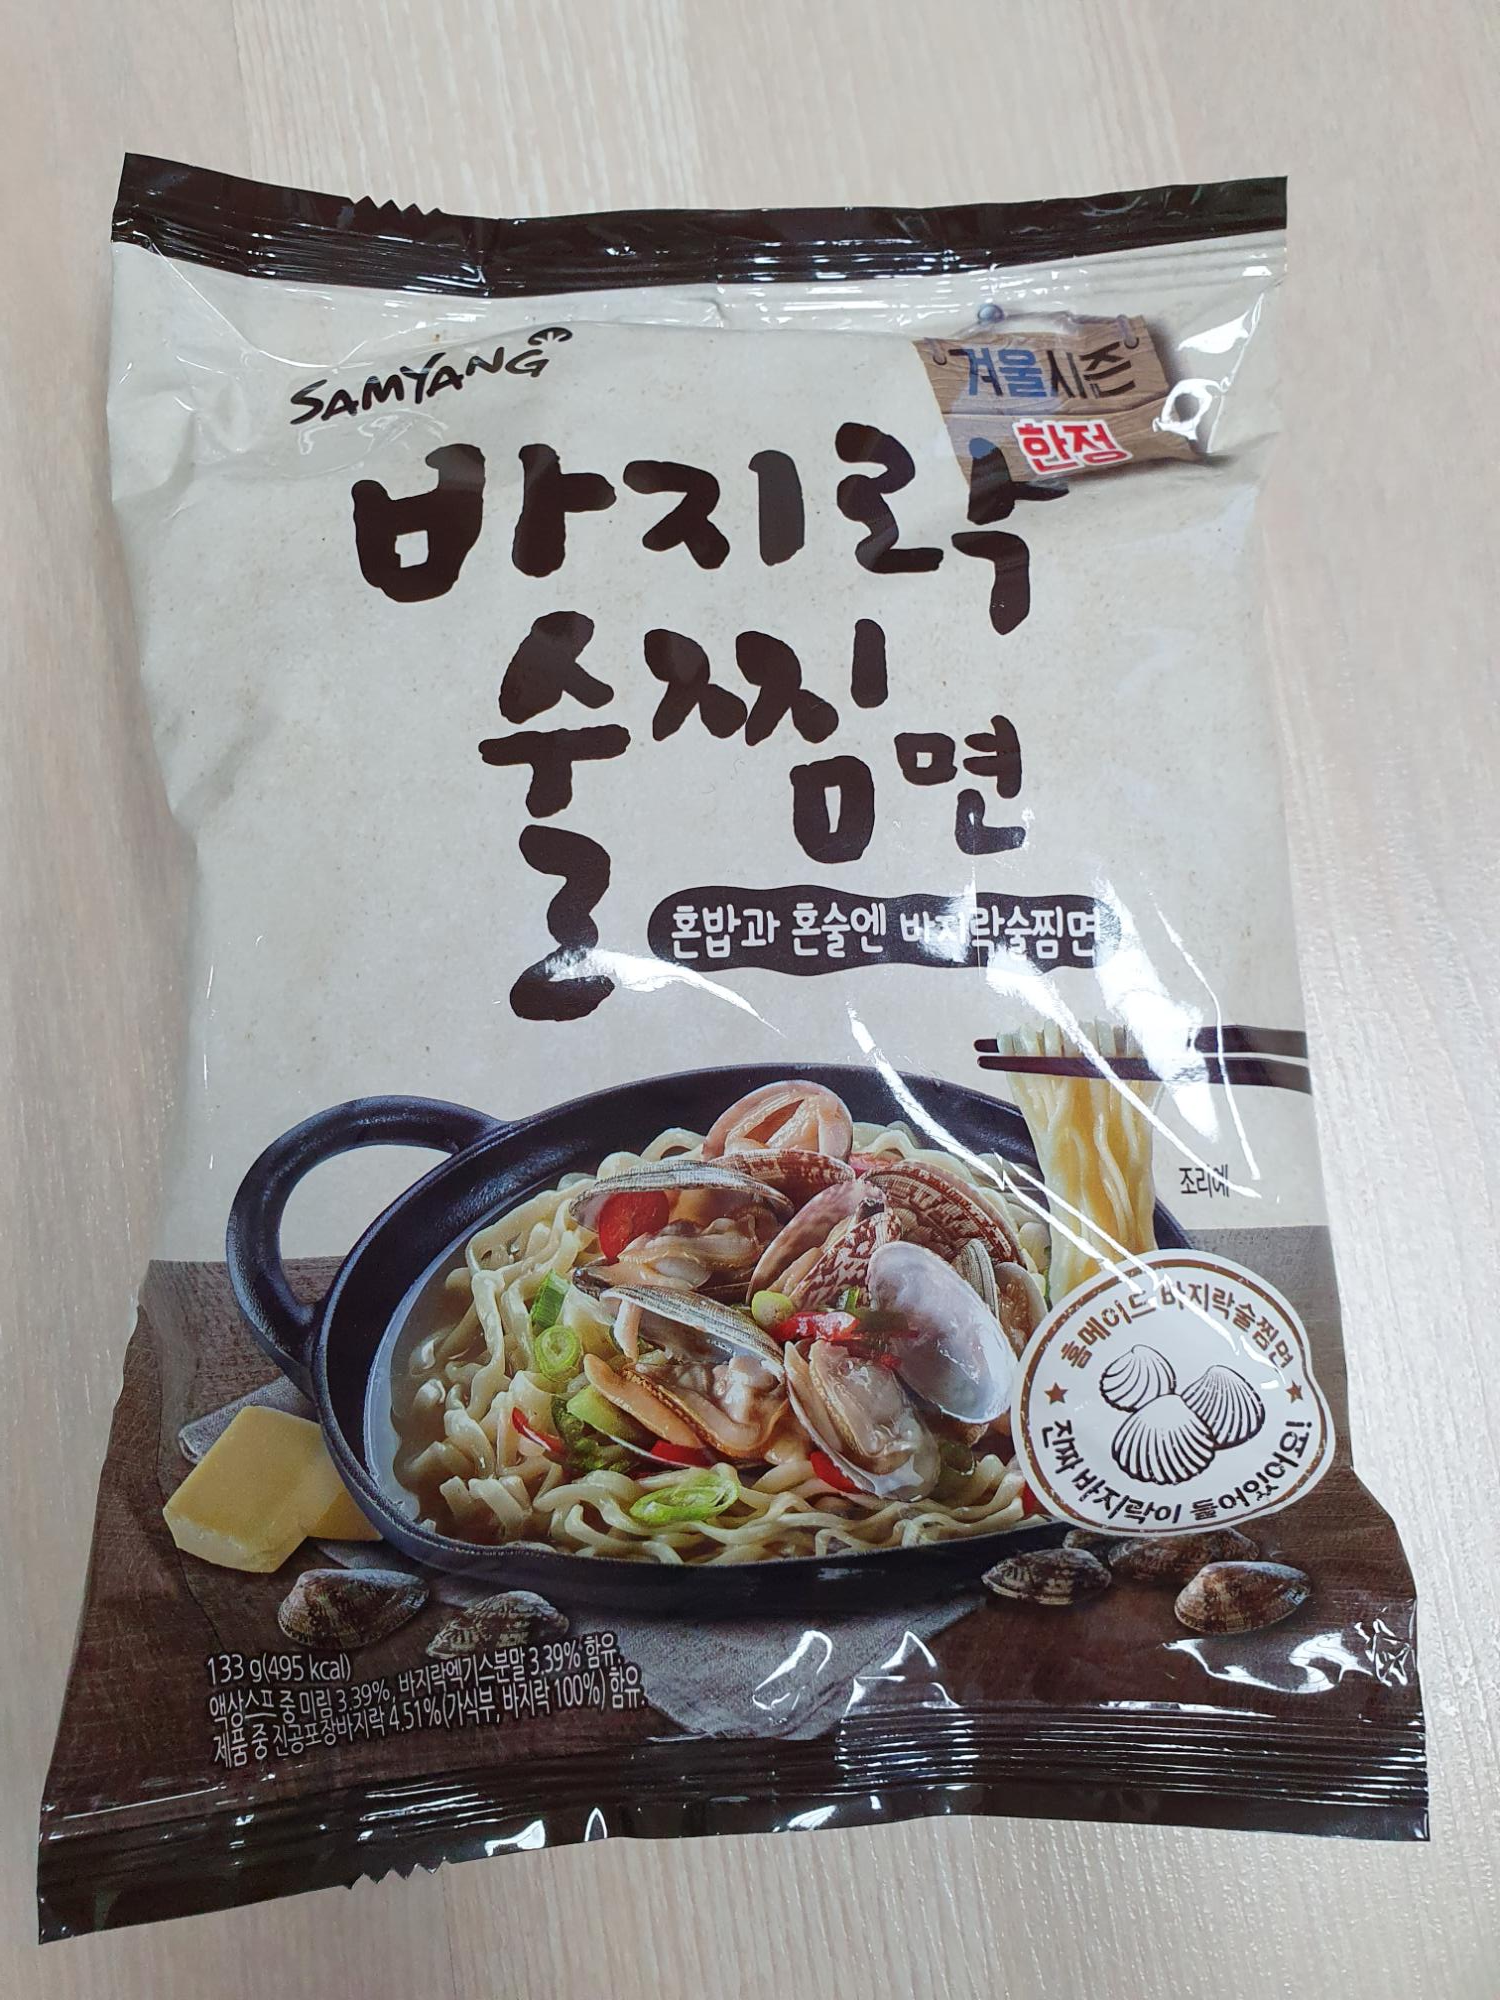 SAMYANG
겨울시즌
한정
바지락
술찜면
혼밥과 혼술엔 바지락술찜면
조리예
홈메이드 바지락술찜면
진짜 바지락이 들어있어요!
133 g(495 kcal)
액상스프 중 미림 3.39%, 바지락엑기스분말 3.39% 함유.
제품 중 진공포장바지락 4.51%(가식부, 바지락 100%) 함유.